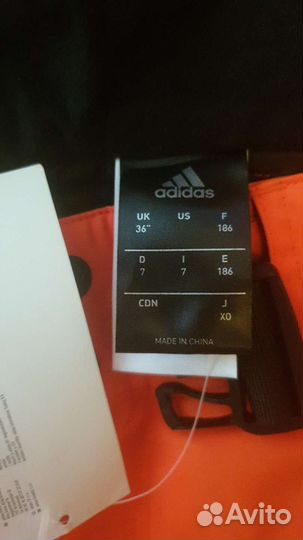 adidas
UK US F
36" 186
D I E
7 7 186
CDN J
XO
MADE IN CHINA
Avito